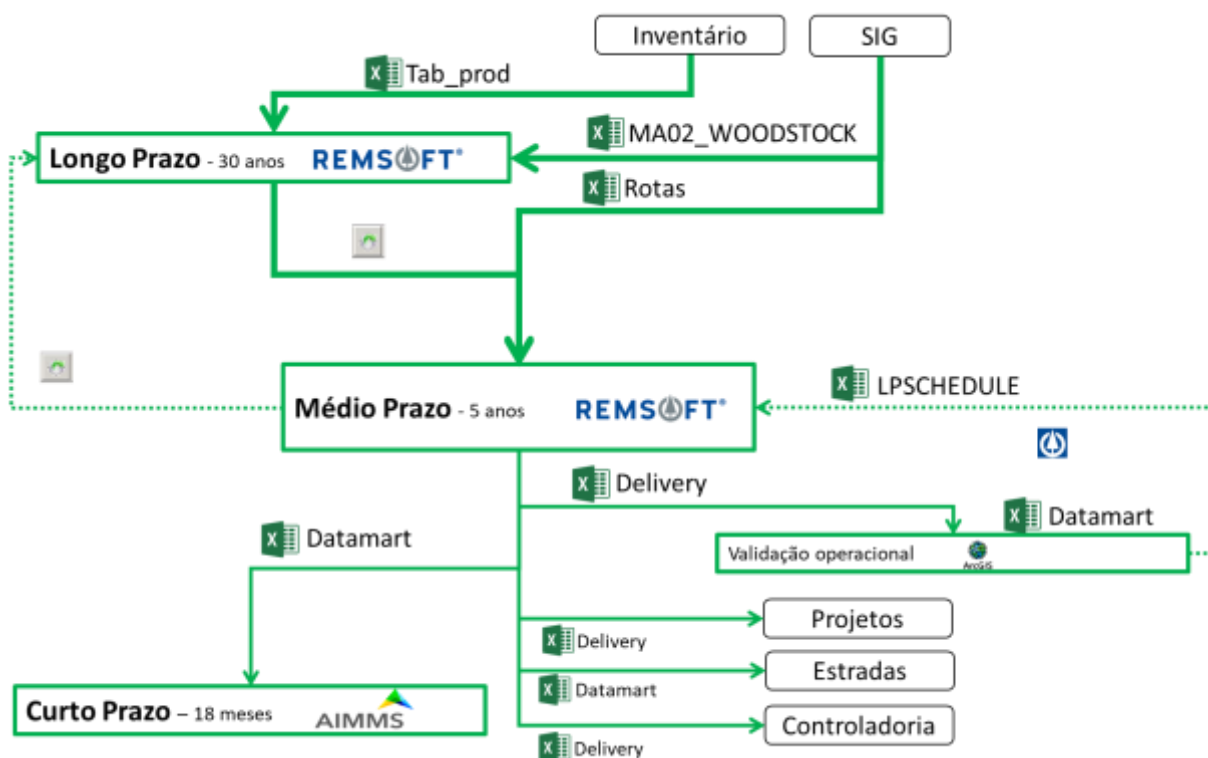 Inventário
SIG
Tab_prod
MA02_WOODSTOCK
Longo Prazo - 30 anos REMSOFT®
Rotas
LPSCHEDULE
Médio Prazo - 5 anos REMSOFT®
Delivery
Datamart
Datamart
Validação operacional ArcGIS
Projetos
Delivery
Estradas
Datamart
Curto Prazo – 18 meses AIMMS
Controladoria
Delivery